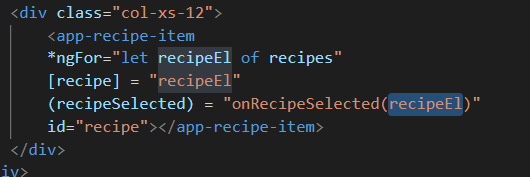 <div class="col-xs-12">
<app-recipe-item
*ngFor="let recipeEl of recipes"
[recipe] = "recipeEl"
(recipeSelected) = "onRecipeSelected(recipeEl)"
id="recipe"></app-recipe-item>
</div>
iv>